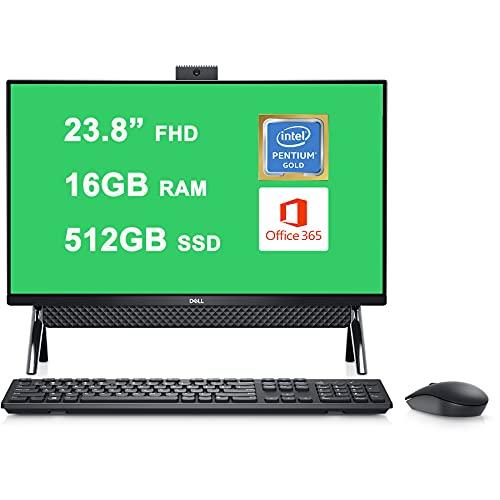 23.8” FHD
16GB RAM
512GB SSD
intel
PENTIUM®
GOLD
Office 365
DELL